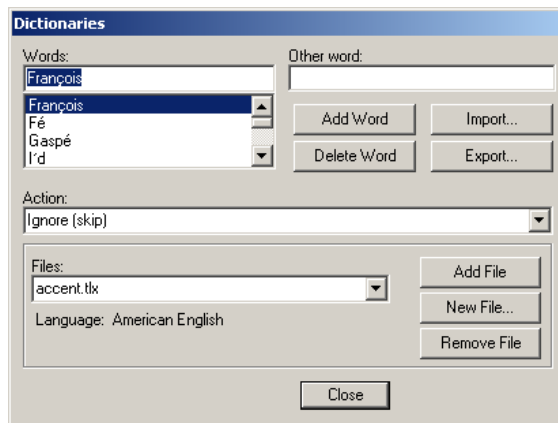 Dictionaries
Words:
Other word:
François
François
Fé
Gaspé
I'd
Add Word
Import...
Delete Word
Export...
Action:
Ignore (skip)
Files:
accent.tlx
Language: American English
Add File
New File...
Remove File
Close